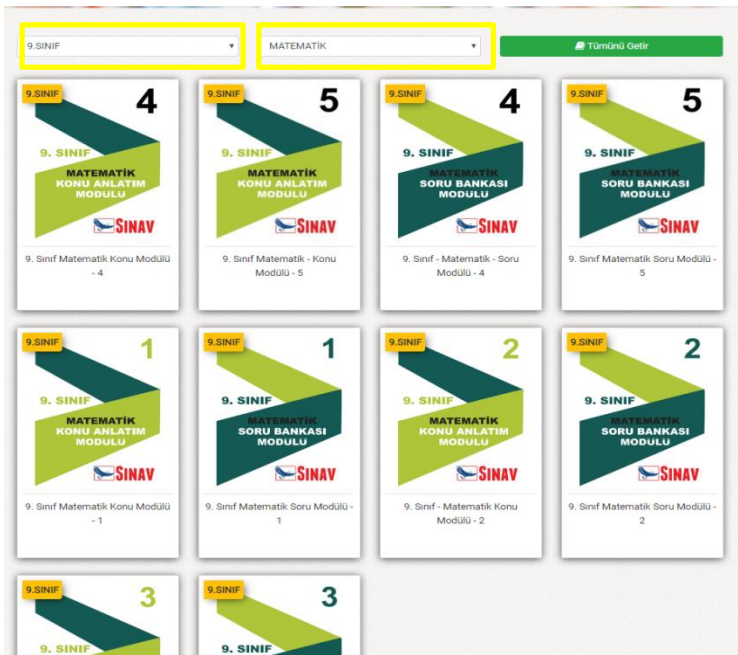 9.SINIF
MATEMATİK
Tümünü Getir
9.SINIF
4
9. SINIF
MATEMATİK
KONU ANLATIM
MODÜLÜ
SINAV
9. Sınıf Matematik Konu Modülü
- 4
9.SINIF
5
9. SINIF
MATEMATİK
KONU ANLATIM
MODÜLÜ
SINAV
9. Sınıf Matematik - Konu
Modülü - 5
9.SINIF
4
9. SINIF
MATEMATİK
SORU BANKASI
MODÜLÜ
SINAV
9. Sınıf - Matematik - Soru
Modülü - 4
9.SINIF
5
9. SINIF
MATEMATİK
SORU BANKASI
MODÜLÜ
SINAV
9. Sınıf Matematik Soru Modülü -
5
9.SINIF
1
9. SINIF
MATEMATİK
KONU ANLATIM
MODÜLÜ
SINAV
9. Sınıf Matematik Konu Modülü
- 1
9.SINIF
1
9. SINIF
MATEMATİK
SORU BANKASI
MODÜLÜ
SINAV
9. Sınıf Matematik Soru Modülü -
1
9.SINIF
2
9. SINIF
MATEMATİK
KONU ANLATIM
MODÜLÜ
SINAV
9. Sınıf - Matematik Konu
Modülü - 2
9.SINIF
2
9. SINIF
MATEMATİK
SORU BANKASI
MODÜLÜ
SINAV
9. Sınıf Matematik Soru Modülü -
2
9.SINIF
3
9. SINIF
9.SINIF
3
9. SINIF